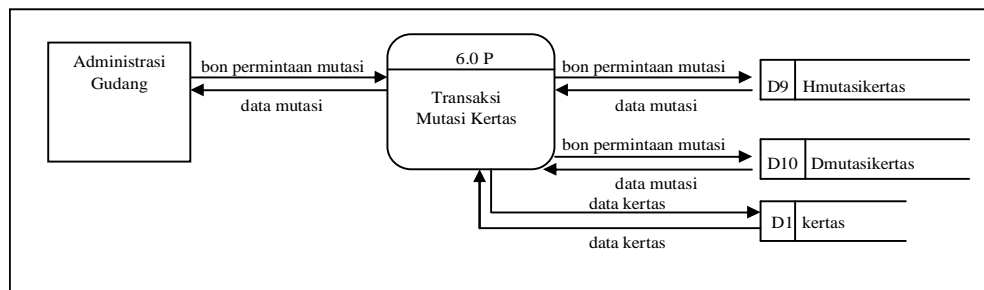 Administrasi
Gudang
bon permintaan mutasi
data mutasi
6.0 P
Transaksi
Mutasi Kertas
bon permintaan mutasi
data mutasi
D9 Hmutasikertas
bon permintaan mutasi
data mutasi
D10 Dmutasikertas
data kertas
data kertas
D1 kertas